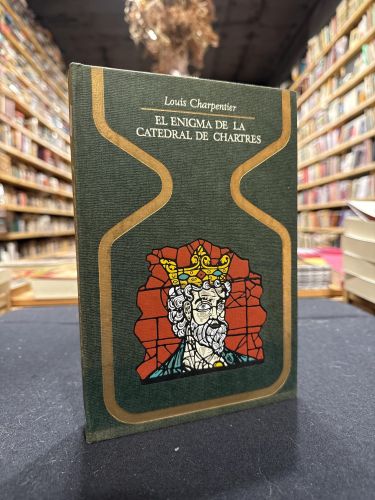 Louis Charpentier
EL ENIGMA DE LA
CATEDRAL DE CHARTRES